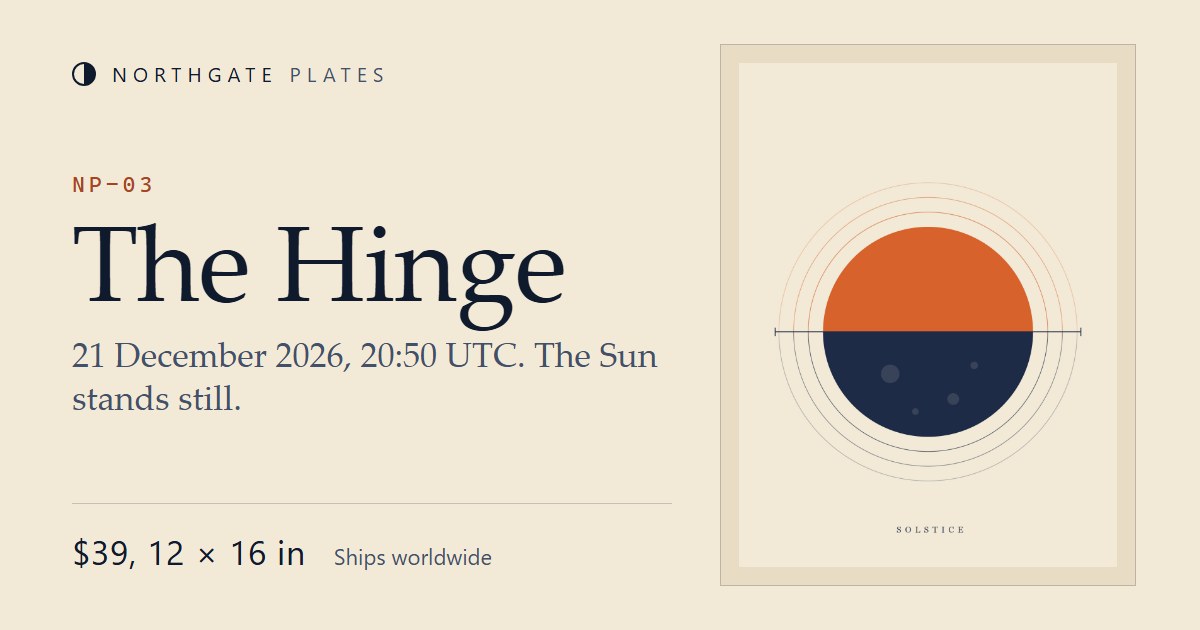 NORTHGATE PLATES
NP-03
The Hinge
21 December 2026, 20:50 UTC. The Sun
stands still.
$39, 12 × 16 in Ships worldwide
SOLSTICE